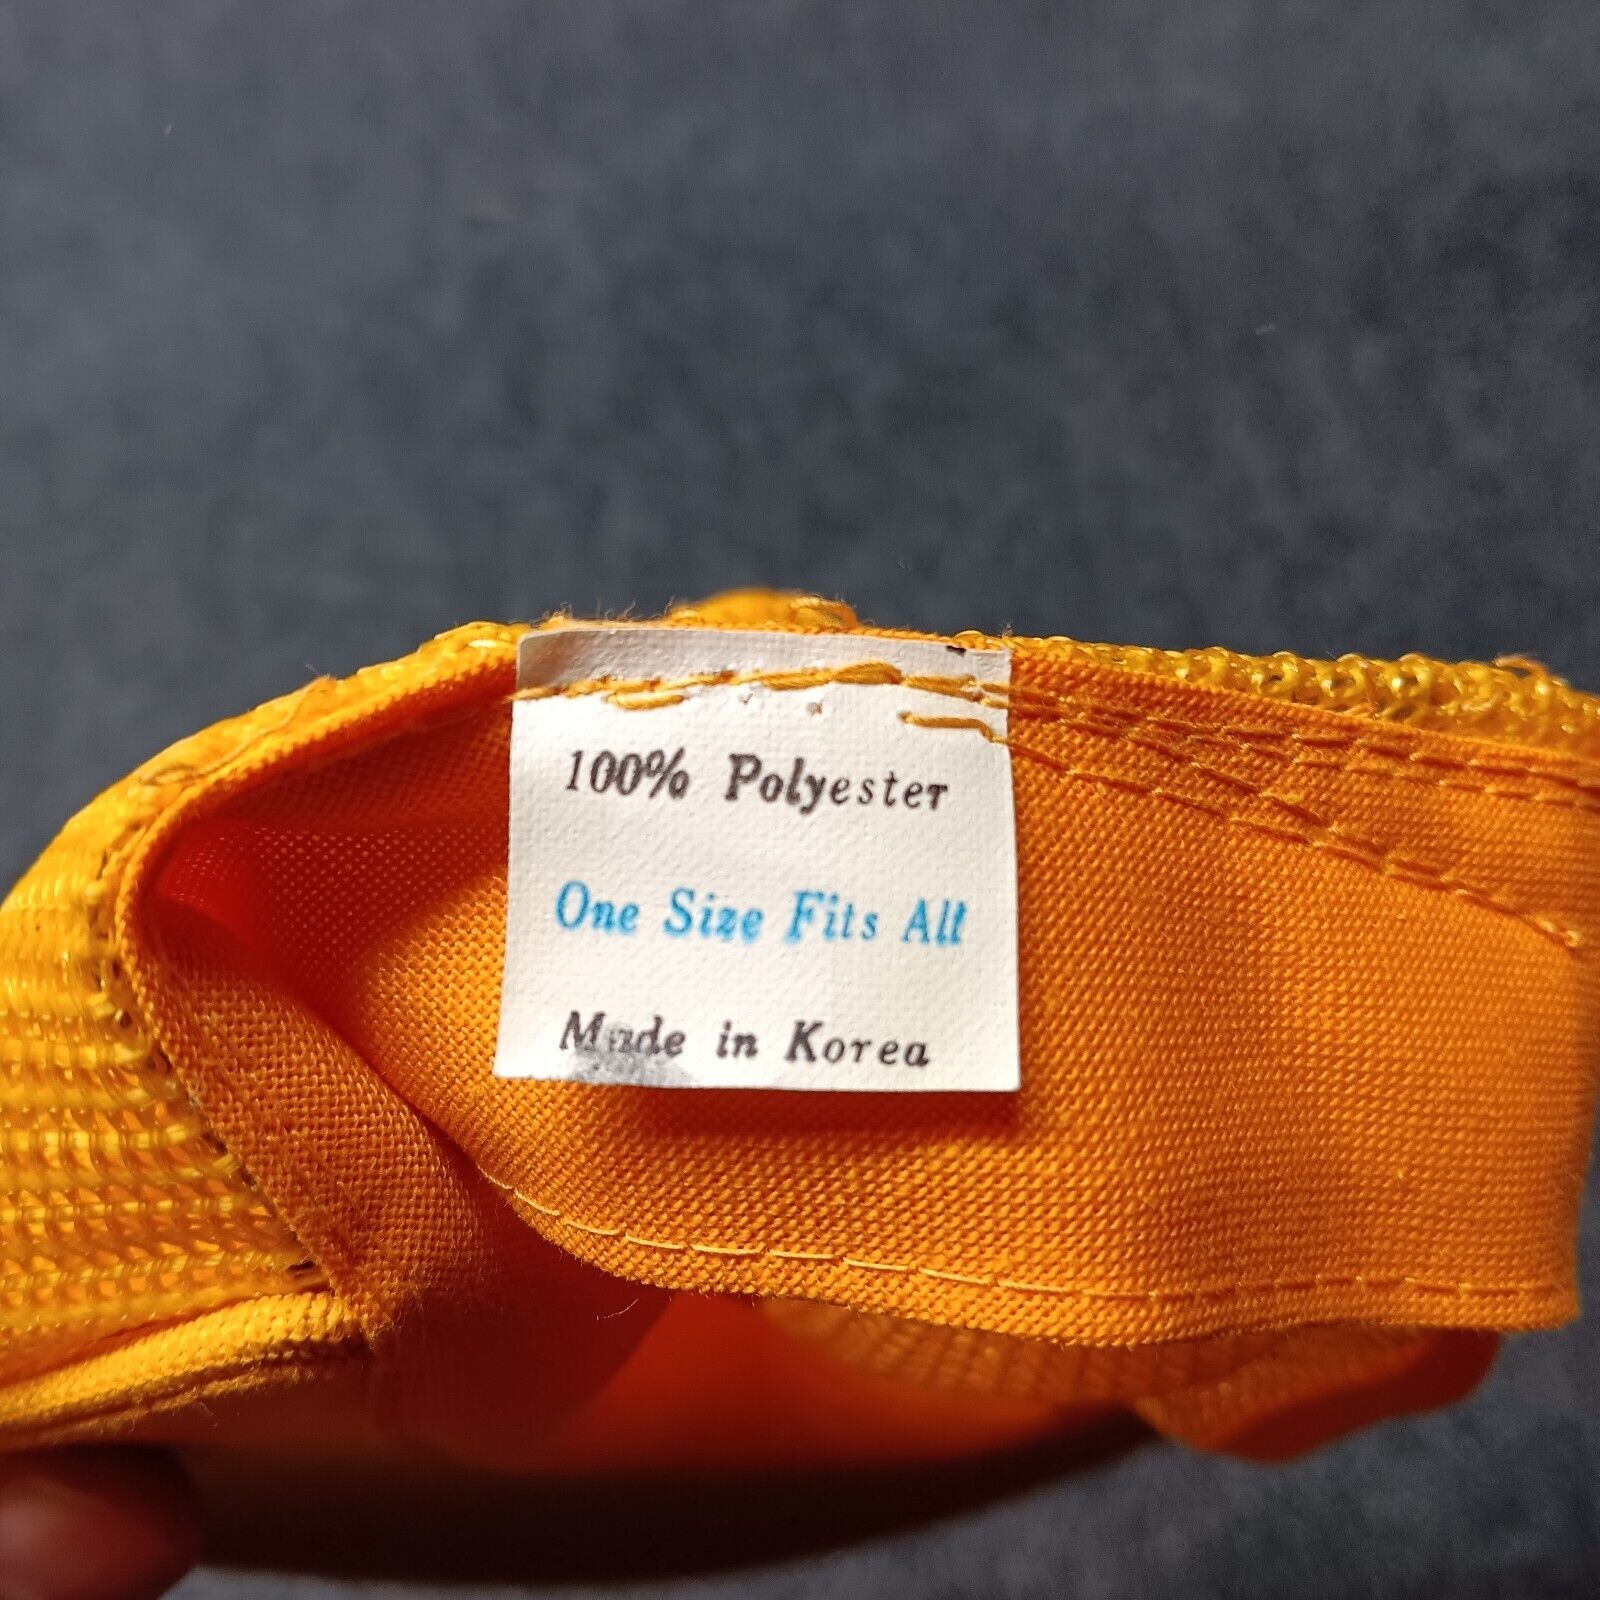 100% Polyester
One Size Fits All
Made in Korea